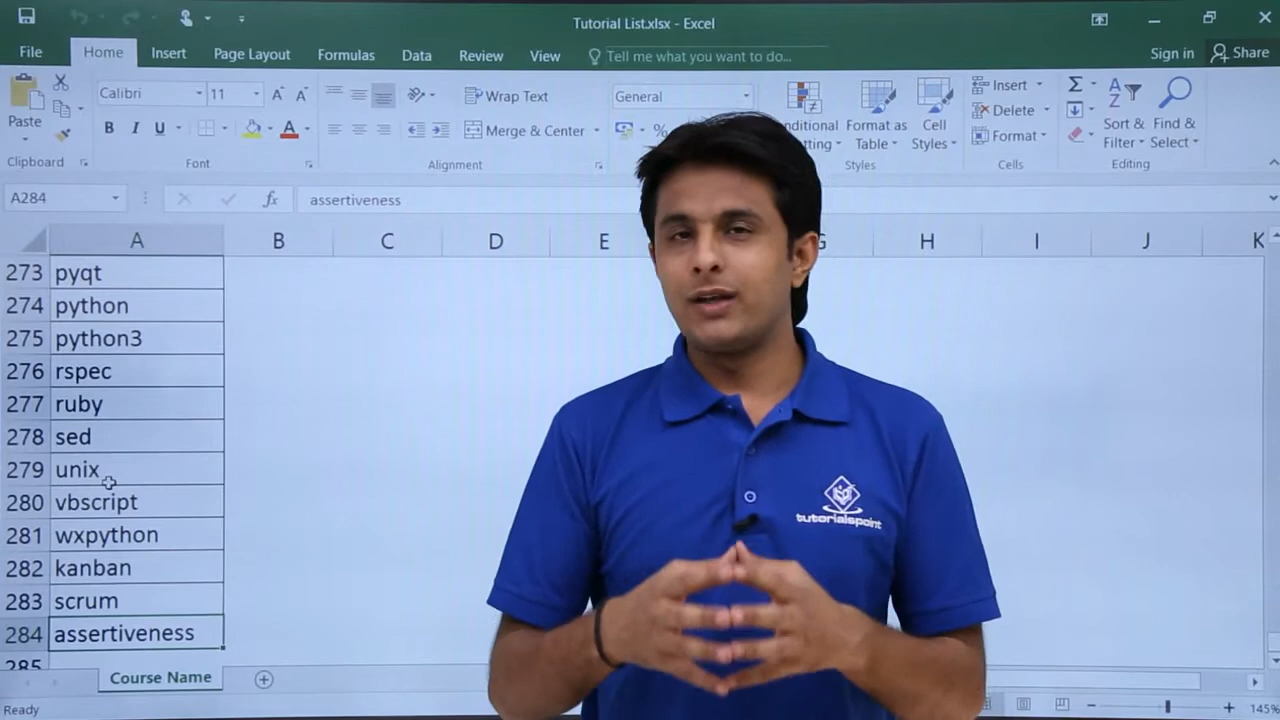 Tutorial List.xlsx - Excel
File Home Insert Page Layout Formulas Data Review View Tell me what you want to do... Sign in Share
Paste
Clipboard
Calibri 11
B I U
Font
Wrap Text
Merge & Center
Alignment
General
%
Format as Table
Cell Styles
Styles
Insert
Delete
Format
Cells
Sort & Filter
Find & Select
Editing
A284 fx assertiveness
A B C D E G H I J K
273 pyqt
274 python
275 python3
276 rspec
277 ruby
278 sed
279 unix
280 vbscript
281 wxpython
282 kanban
283 scrum
284 assertiveness
285
Course Name
Ready
145%
tutorialspoint